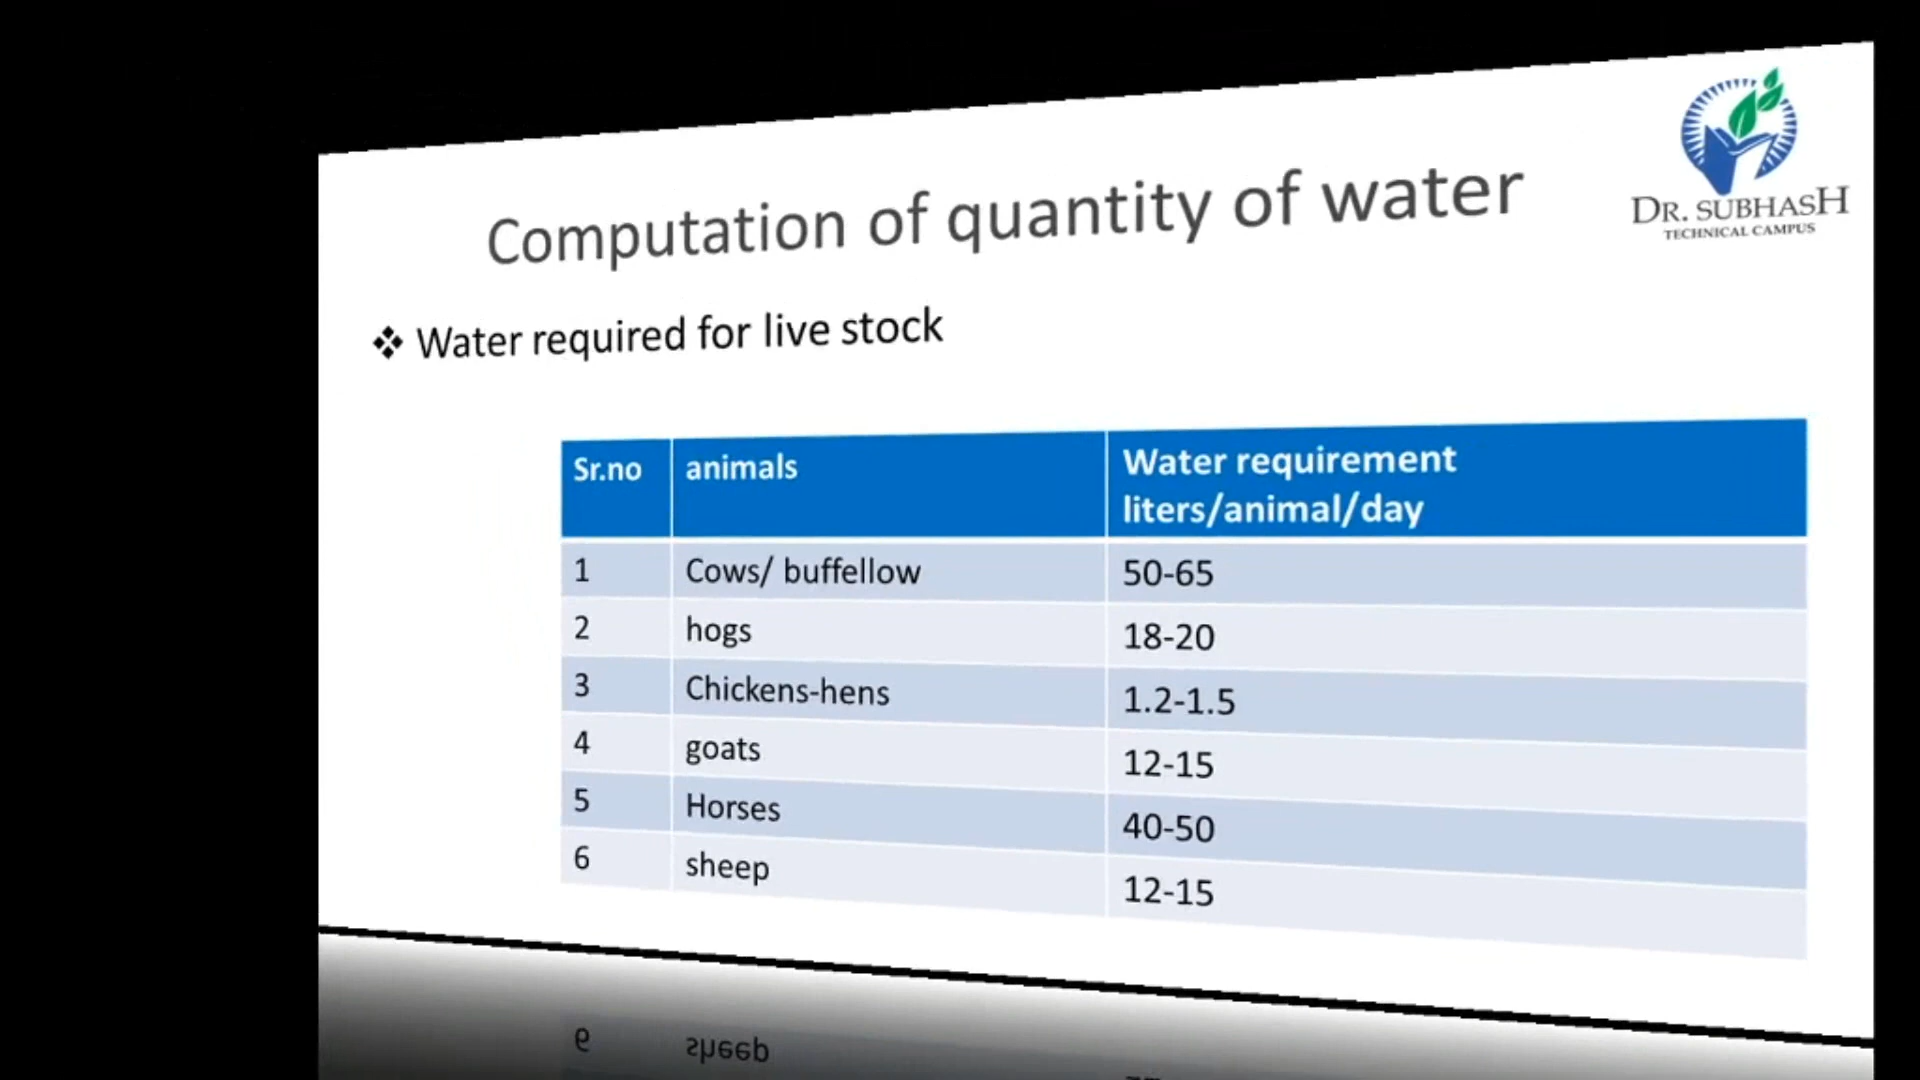 DR. SUBHASH
TECHNICAL CAMPUS
Computation of quantity of water
❖ Water required for live stock
Sr.no animals Water requirement
liters/animal/day
1 Cows/ buffellow 50-65
2 hogs 18-20
3 Chickens-hens 1.2-1.5
4 goats 12-15
5 Horses 40-50
6 sheep 12-15
6 sheep